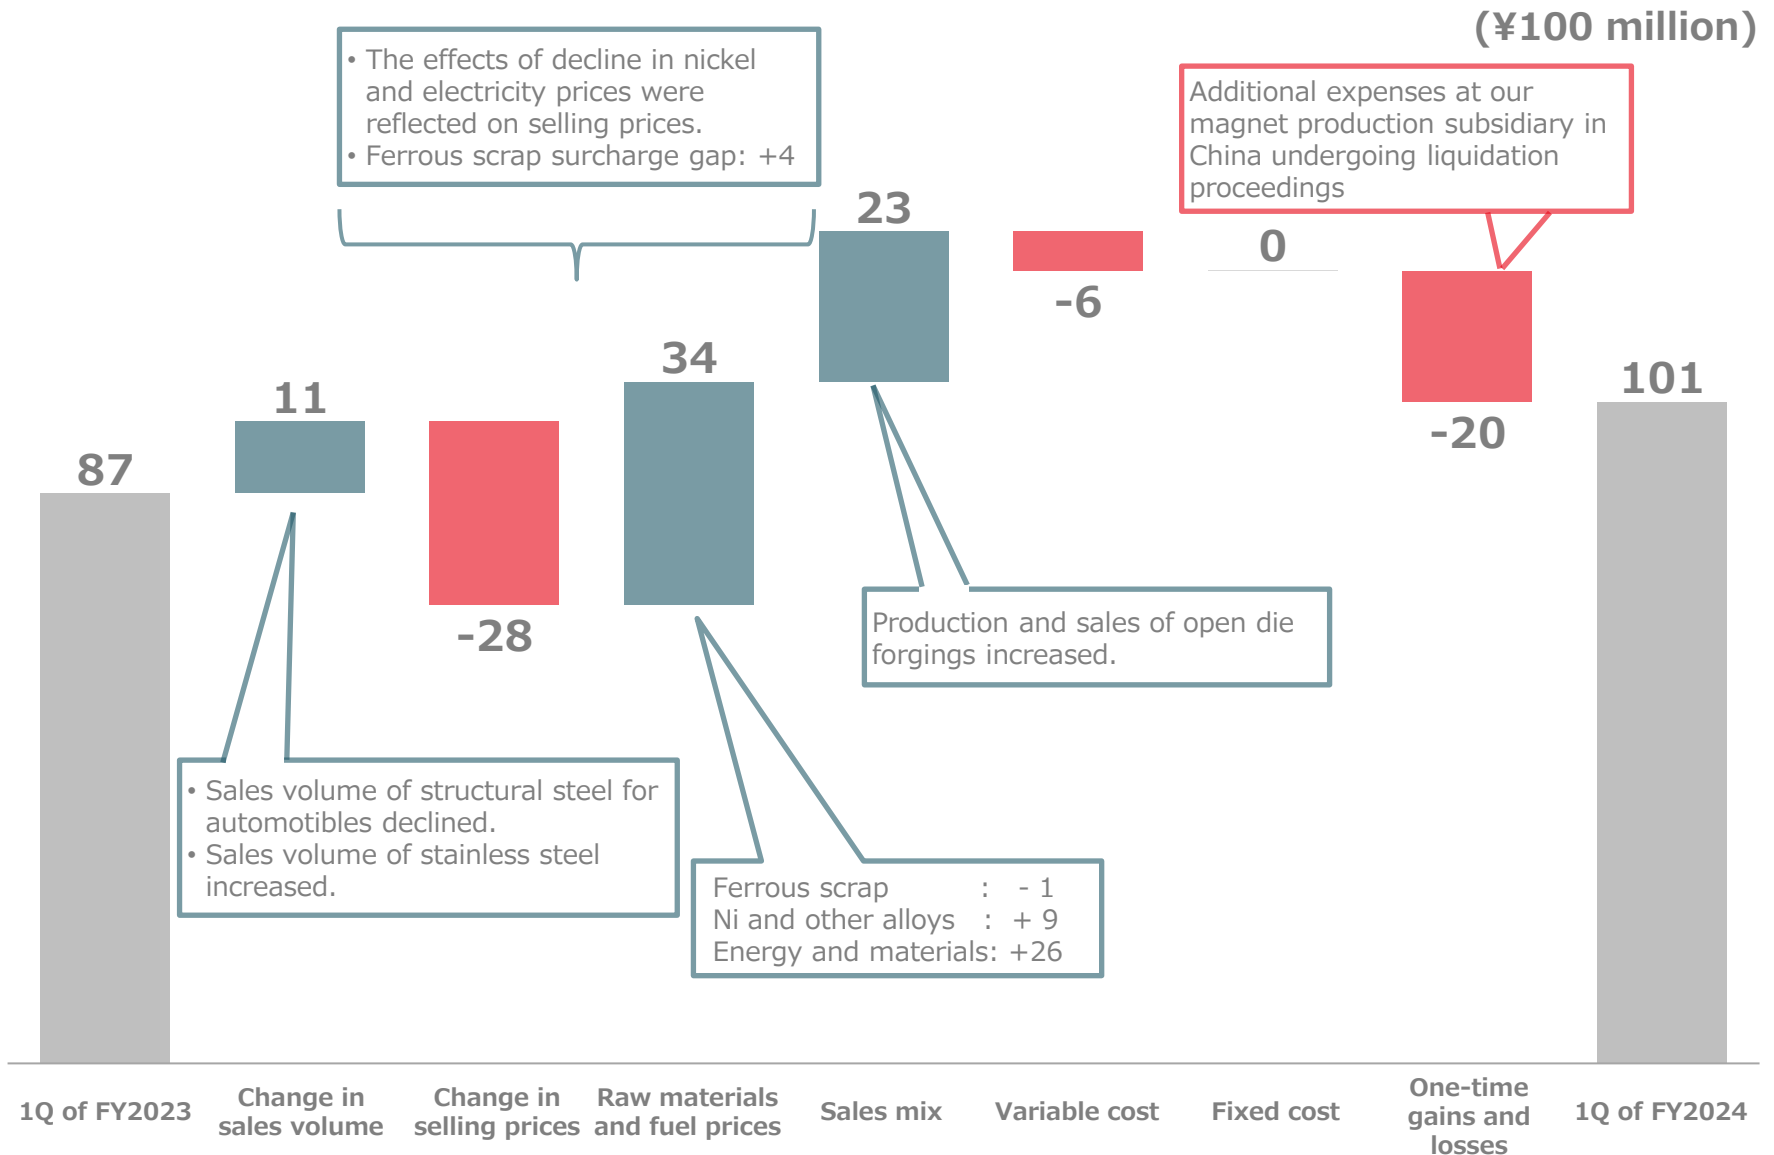 (¥100 million)
• The effects of decline in nickel
and electricity prices were
reflected on selling prices.
• Ferrous scrap surcharge gap: +4
Additional expenses at our
magnet production subsidiary in
China undergoing liquidation
proceedings
87
11
-28
34
23
-6
0
-20
101
Production and sales of open die
forgings increased.
• Sales volume of structural steel for
automotibles declined.
• Sales volume of stainless steel
increased.
Ferrous scrap : - 1
Ni and other alloys : + 9
Energy and materials: +26
1Q of FY2023
Change in
sales volume
Change in
selling prices
Raw materials
and fuel prices
Sales mix
Variable cost
Fixed cost
One-time
gains and
losses
1Q of FY2024